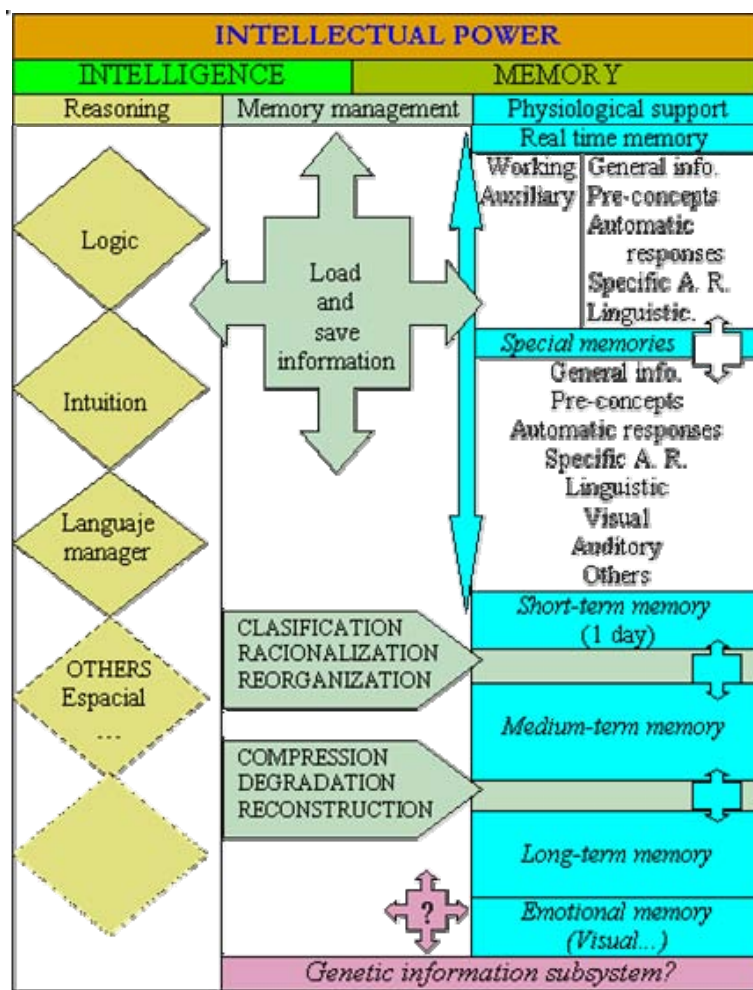 INTELLECTUAL POWER
INTELLIGENCE
MEMORY
Reasoning
Memory management
Physiological support
Logic
Intuition
Languaje
manager
OTHERS
Espacial
...
Load
and
save
information
CLASIFICATION
RACIONALIZATION
REORGANIZATION
COMPRESSION
DEGRADATION
RECONSTRUCTION
?
Real time memory
Working
Auxiliary
General info.
Pre-concepts
Automatic
responses
Specific A. R.
Linguistic.
Special memories
General info.
Pre-concepts
Automatic responses
Specific A. R.
Linguistic
Visual
Auditory
Others
Short-term memory
(1 day)
Medium-term memory
Long-term memory
Emotional memory
(Visual...)
Genetic information subsystem?